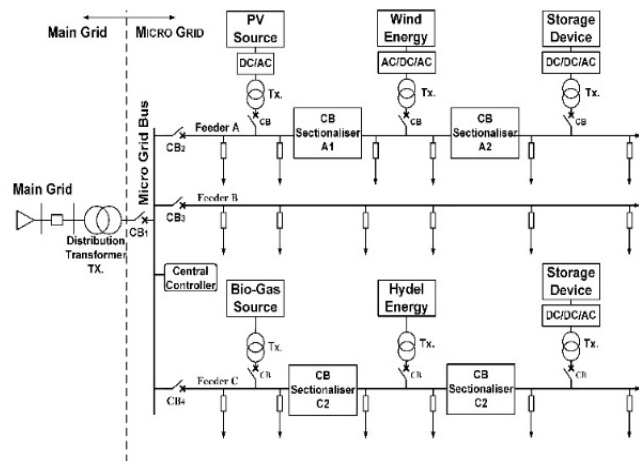 Main Grid
MICRO GRID
PV
Source
Wind
Energy
Storage
Device
DC/AC
AC/DC/AC
DC/DC/AC
Tx.
Tx.
Tx.
CB
CB
CB
Feeder A
CB
Sectionaliser
A1
CB
Sectionaliser
A2
CB2
Micro Grid Bus
Main Grid
Feeder B
CB1
CB3
Distribution
Transformer
TX.
Central
Controller
Bio-Gas
Source
Hydel
Energy
Storage
Device
DC/DC/AC
Tx.
Tx.
Tx.
CB
CB
CB
Feeder C
CB
Sectionaliser
C2
CB
Sectionaliser
C2
CB4